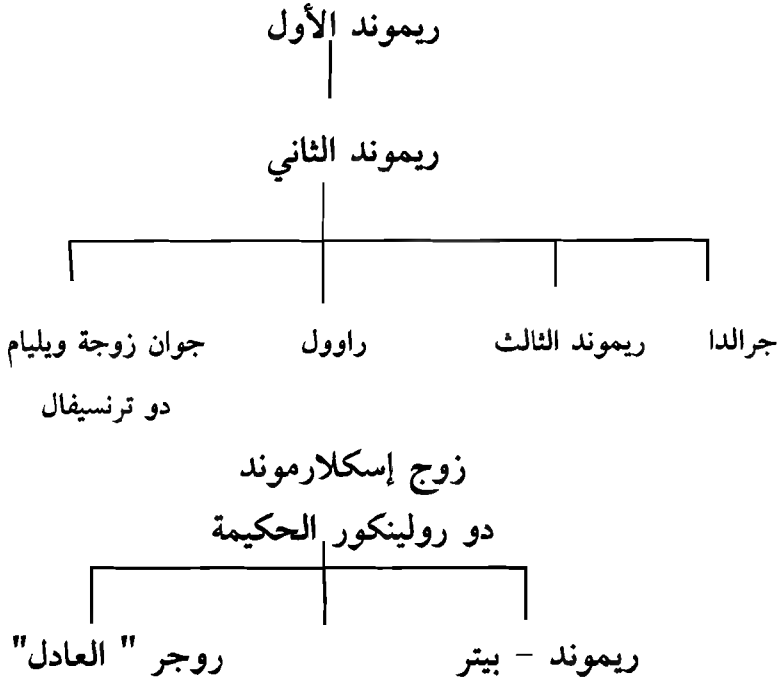 ريموند الأول
ريموند الثاني
جرالدا ريموند الثالث راوول جوان زوجة ويليام
دو ترنسيفال
زوج إسكلارموند
دو رولينكور الحكيمة
ريموند – بيتر روجر " العادل"